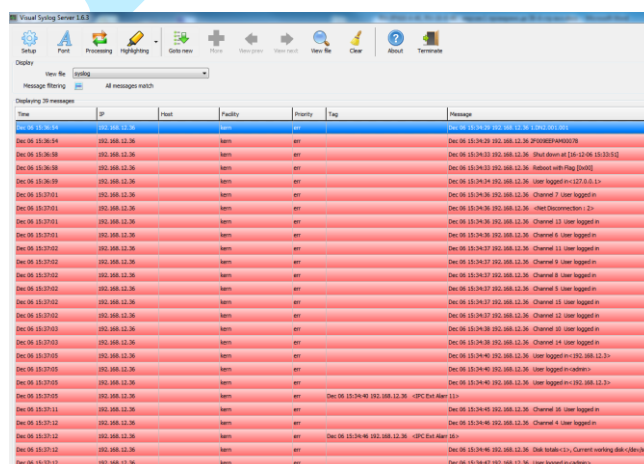 Visual Syslog Server 1.6.3
Setup Font Processing Highlighting Goto new More View prev View next View file Clear About Terminate
Display
View file syslog
Message filtering All messages match
Displaying 39 messages
Time IP Host Facility Priority Tag Message
Dec 06 15:36:54 192.168.12.36 kern err Dec 06 15:34:29 192.168.12.36
Dec 06 15:36:54 192.168.12.36 kern err Dec 06 15:34:29 192.168.12.36
Dec 06 15:36:58 192.168.12.36 kern err Dec 06 15:34:33 192.168.12.36 Shut down at [16-12-06 15:33:51]
Dec 06 15:36:58 192.168.12.36 kern err Dec 06 15:34:33 192.168.12.36 Reboot with Flag [0x00]
Dec 06 15:36:59 192.168.12.36 kern err Dec 06 15:34:34 192.168.12.36 User logged in<127.0.0.1>
Dec 06 15:37:01 192.168.12.36 kern err Dec 06 15:34:36 192.168.12.36 Channel 7 User logged in
Dec 06 15:37:01 192.168.12.36 kern err Dec 06 15:34:36 192.168.12.36 <Net Disconnection : 2>
Dec 06 15:37:01 192.168.12.36 kern err Dec 06 15:34:36 192.168.12.36 Channel 13 User logged in
Dec 06 15:37:01 192.168.12.36 kern err Dec 06 15:34:36 192.168.12.36 Channel 6 User logged in
Dec 06 15:37:02 192.168.12.36 kern err Dec 06 15:34:37 192.168.12.36 Channel 11 User logged in
Dec 06 15:37:02 192.168.12.36 kern err Dec 06 15:34:37 192.168.12.36 Channel 9 User logged in
Dec 06 15:37:02 192.168.12.36 kern err Dec 06 15:34:37 192.168.12.36 Channel 8 User logged in
Dec 06 15:37:02 192.168.12.36 kern err Dec 06 15:34:37 192.168.12.36 Channel 5 User logged in
Dec 06 15:37:02 192.168.12.36 kern err Dec 06 15:34:37 192.168.12.36 Channel 15 User logged in
Dec 06 15:37:02 192.168.12.36 kern err Dec 06 15:34:37 192.168.12.36 Channel 12 User logged in
Dec 06 15:37:03 192.168.12.36 kern err Dec 06 15:34:38 192.168.12.36 Channel 10 User logged in
Dec 06 15:37:03 192.168.12.36 kern err Dec 06 15:34:38 192.168.12.36 Channel 14 User logged in
Dec 06 15:37:05 192.168.12.36 kern err Dec 06 15:34:40 192.168.12.36 User logged in<192.168.12.3>
Dec 06 15:37:05 192.168.12.36 kern err Dec 06 15:34:40 192.168.12.36 User logged in<admin>
Dec 06 15:37:05 192.168.12.36 kern err Dec 06 15:34:40 192.168.12.36 User logged in<192.168.12.3>
Dec 06 15:37:05 192.168.12.36 kern err Dec 06 15:34:40 192.168.12.36 <IPC Ext Alarm 11>
Dec 06 15:37:11 192.168.12.36 kern err Dec 06 15:34:45 192.168.12.36 Channel 16 User logged in
Dec 06 15:37:12 192.168.12.36 kern err Dec 06 15:34:46 192.168.12.36 Channel 4 User logged in
Dec 06 15:37:12 192.168.12.36 kern err Dec 06 15:34:46 192.168.12.36 <IPC Ext Alarm 16>
Dec 06 15:37:12 192.168.12.36 kern err Dec 06 15:34:46 192.168.12.36 Disk totals<1>, Current working disk
Dec 06 15:37:12 192.168.12.36 kern err Dec 06 15:34:47 192.168.12.36 User logged in<admin>